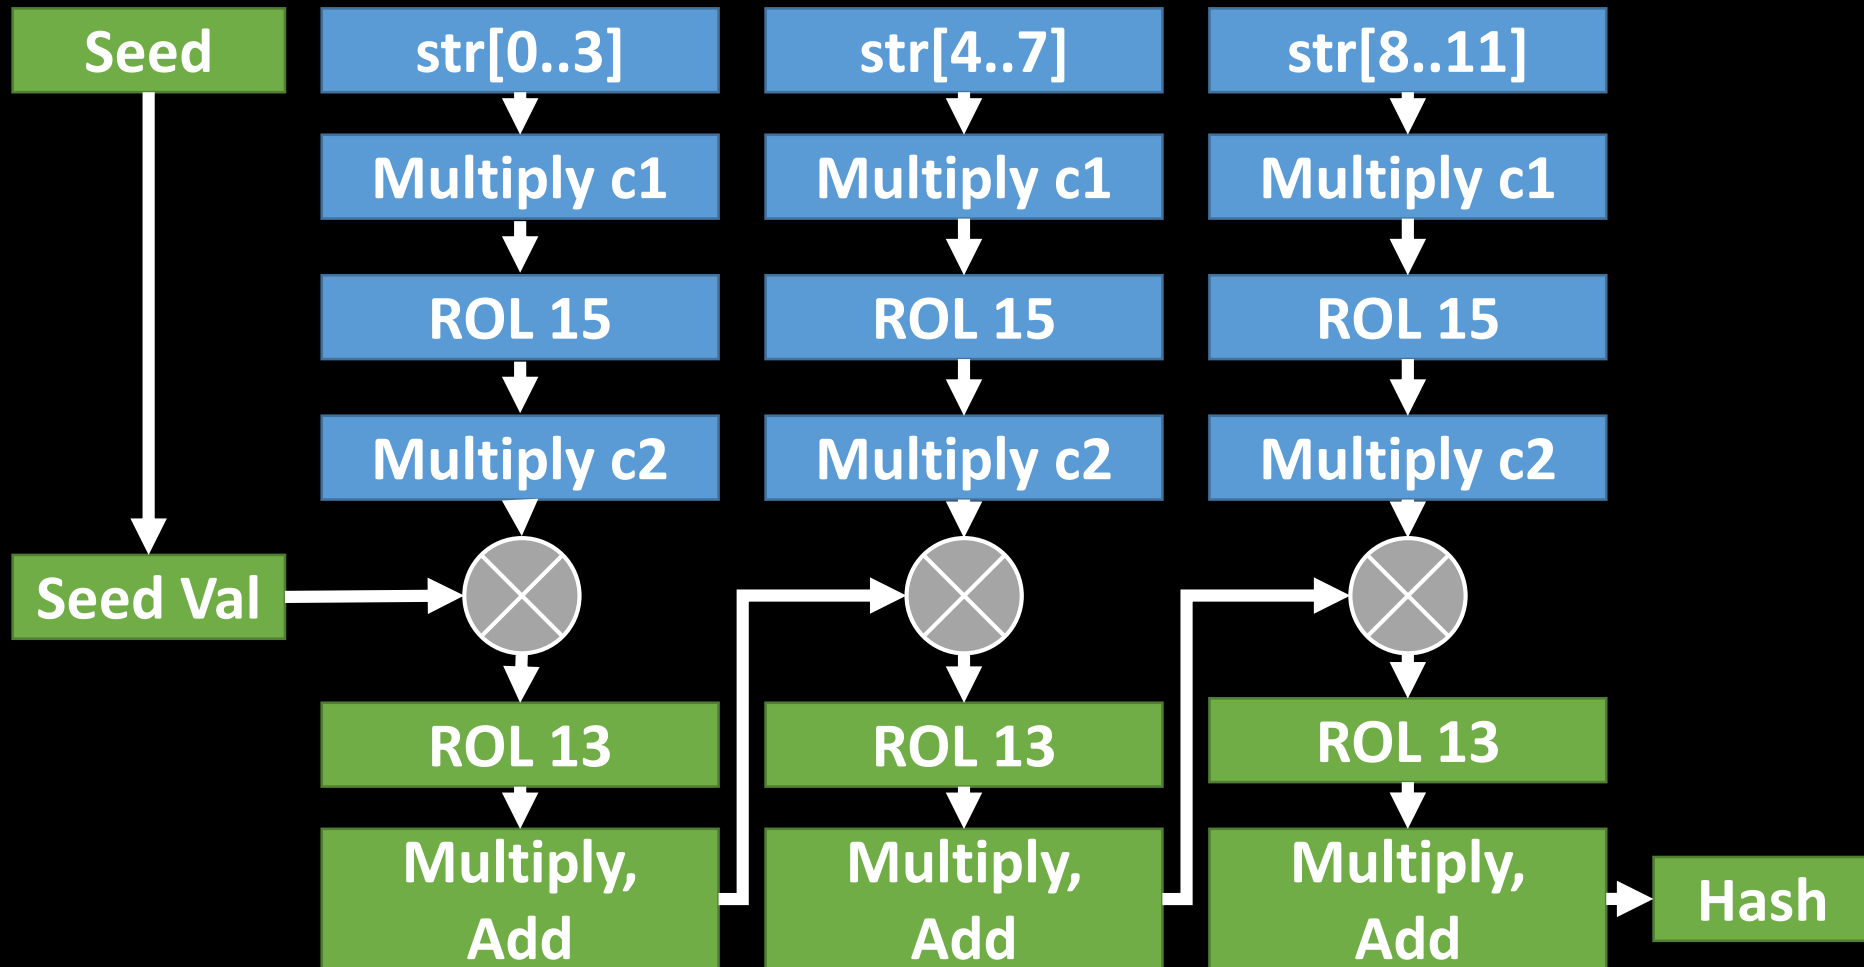 Seed
str[0..3]
str[4..7]
str[8..11]
Multiply c1
Multiply c1
Multiply c1
ROL 15
ROL 15
ROL 15
Multiply c2
Multiply c2
Multiply c2
Seed Val
ROL 13
ROL 13
ROL 13
Multiply,
Add
Multiply,
Add
Multiply,
Add
Hash